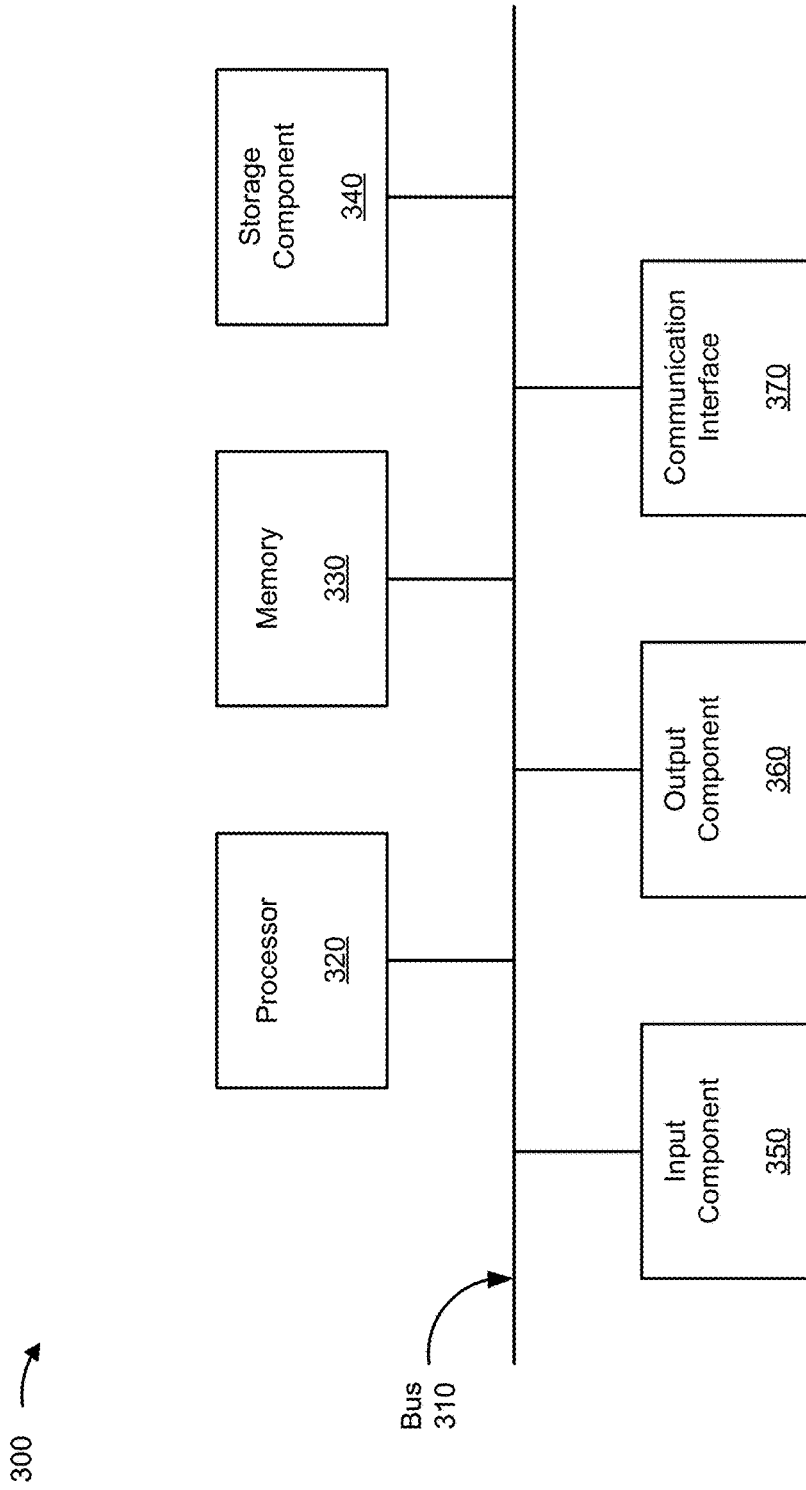 300
Bus
310
Processor
320
Memory
330
Storage
Component
340
Input
Component
350
Output
Component
360
Communication
Interface
370